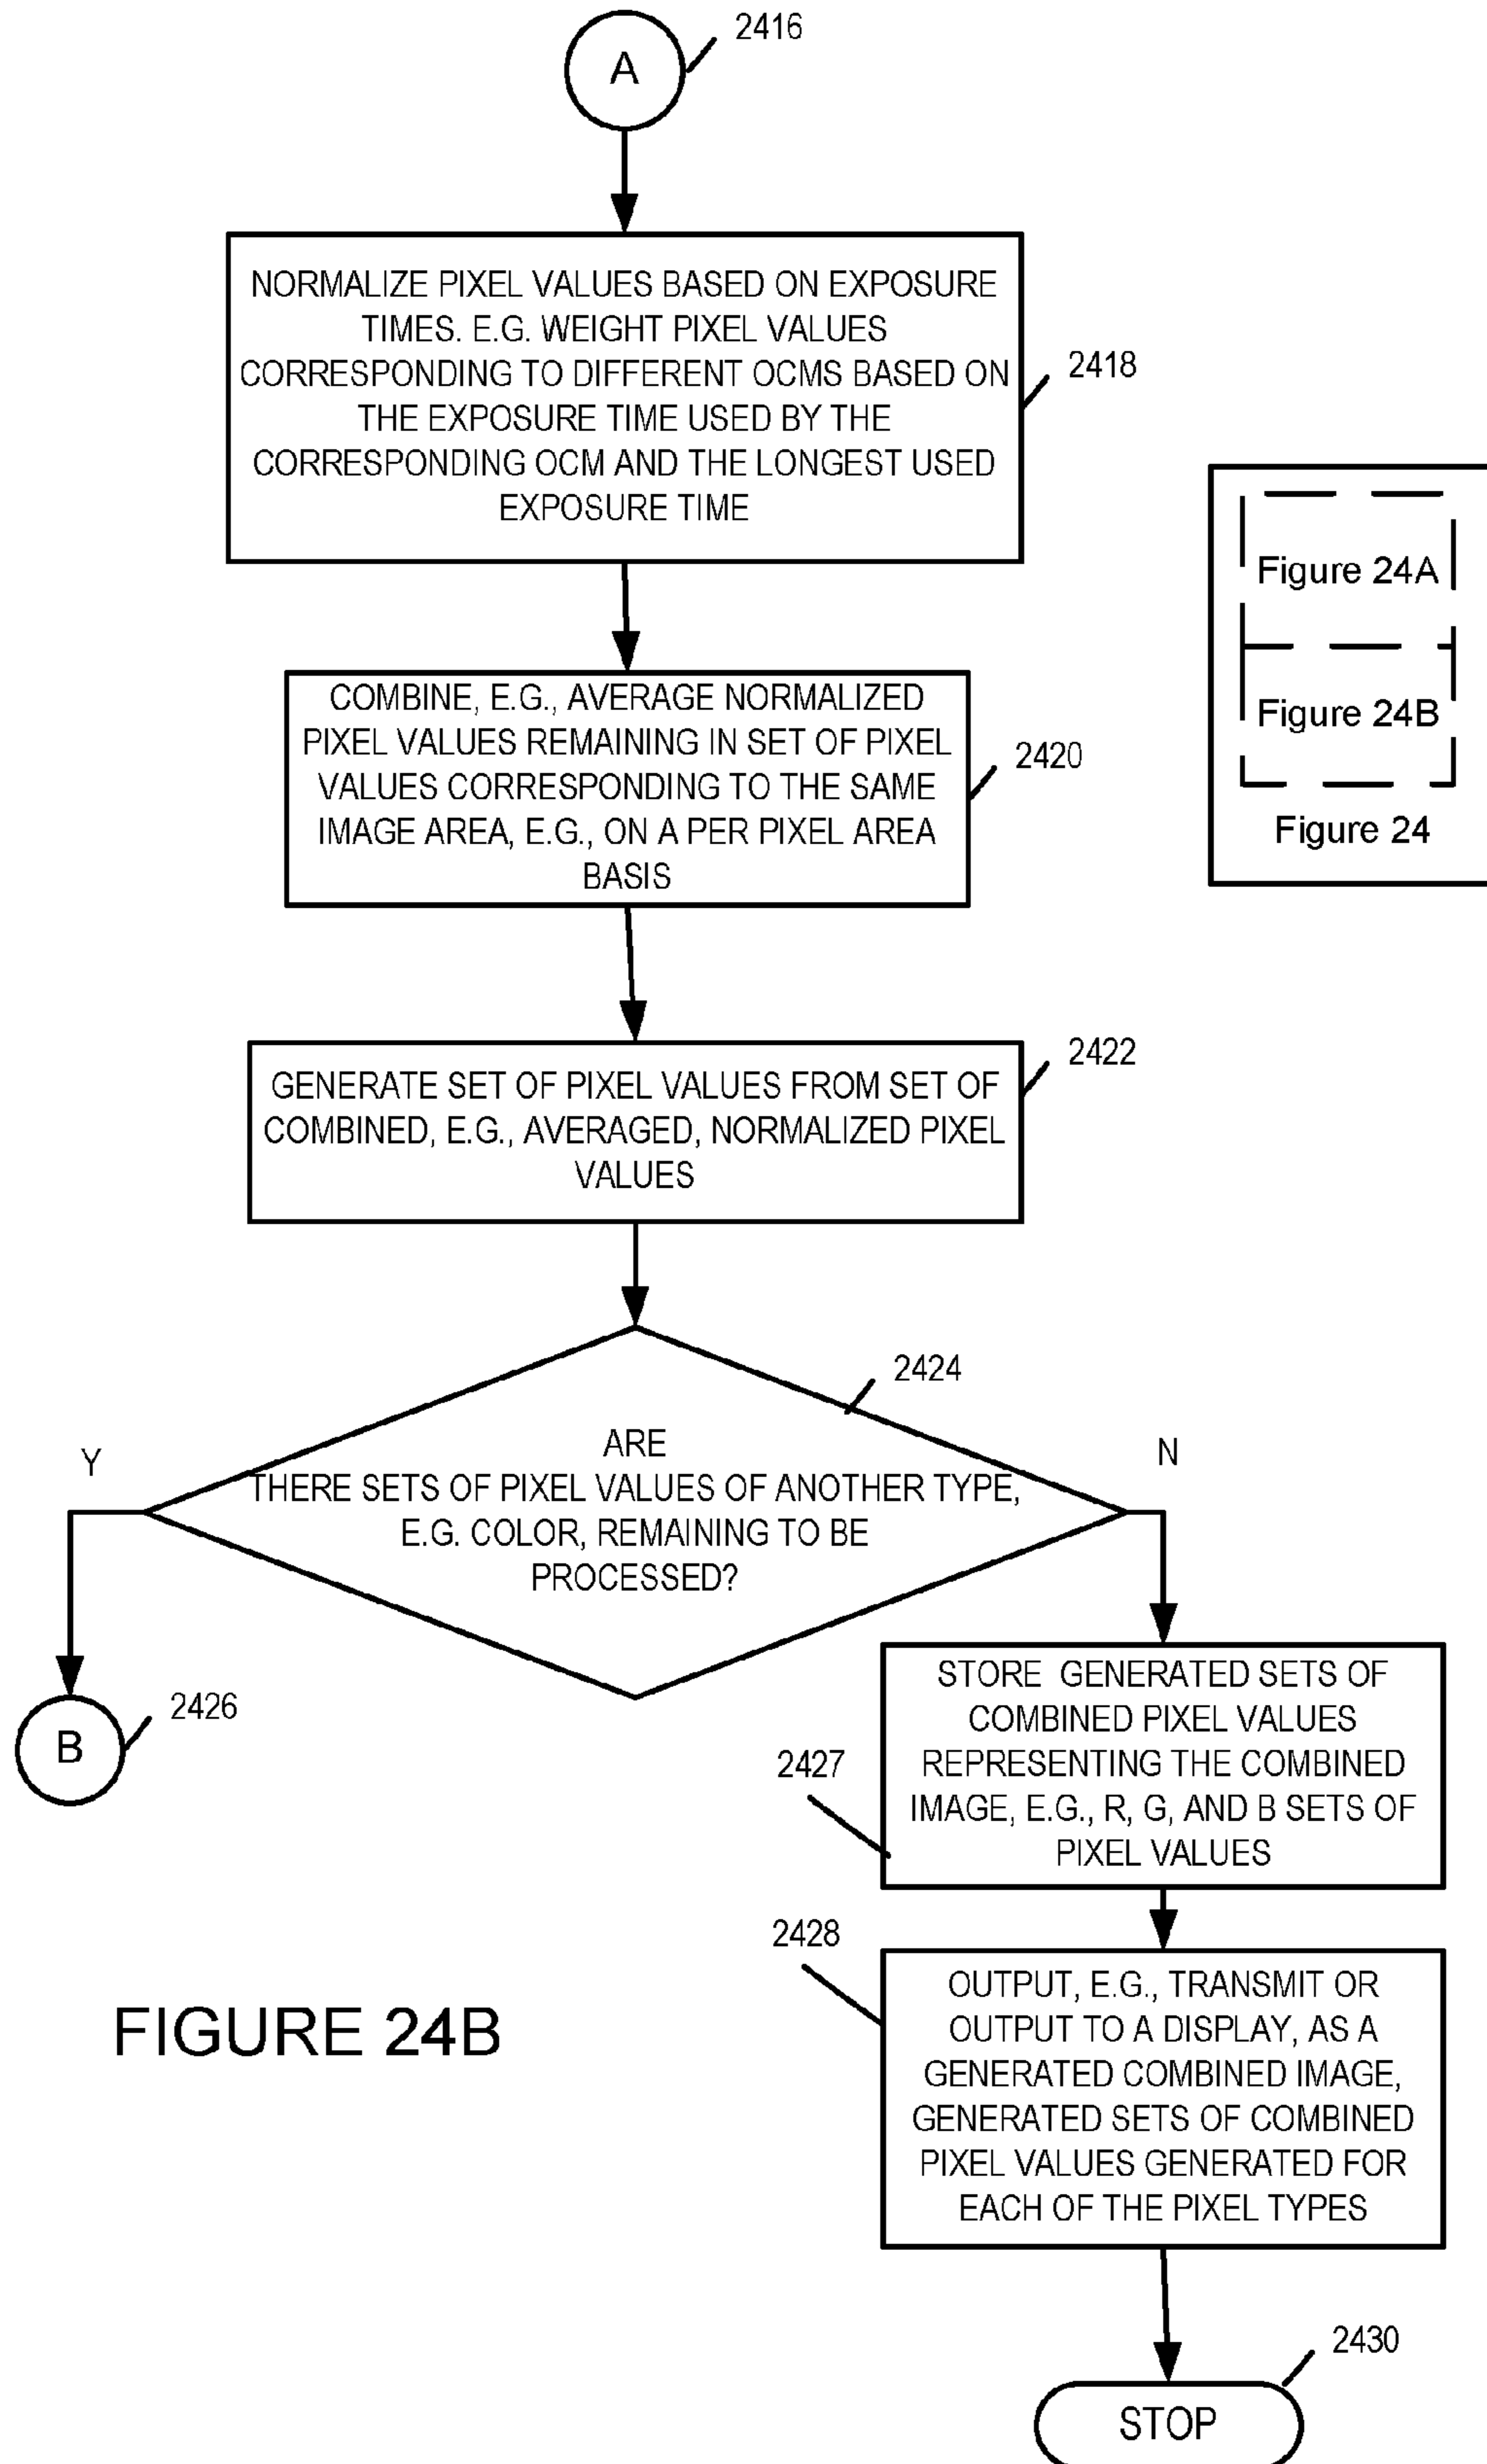 A
2416
NORMALIZE PIXEL VALUES BASED ON EXPOSURE
TIMES. E.G. WEIGHT PIXEL VALUES
CORRESPONDING TO DIFFERENT OCMS BASED ON
THE EXPOSURE TIME USED BY THE
CORRESPONDING OCM AND THE LONGEST USED
EXPOSURE TIME
2418
Figure 24A
Figure 24B
Figure 24
COMBINE, E.G., AVERAGE NORMALIZED
PIXEL VALUES REMAINING IN SET OF PIXEL
VALUES CORRESPONDING TO THE SAME
IMAGE AREA, E.G., ON A PER PIXEL AREA
BASIS
2420
GENERATE SET OF PIXEL VALUES FROM SET OF
COMBINED, E.G., AVERAGED, NORMALIZED PIXEL
VALUES
2422
2424
ARE
THERE SETS OF PIXEL VALUES OF ANOTHER TYPE,
E.G. COLOR, REMAINING TO BE
PROCESSED?
Y
N
B
2426
STORE GENERATED SETS OF
COMBINED PIXEL VALUES
REPRESENTING THE COMBINED
IMAGE, E.G., R, G, AND B SETS OF
PIXEL VALUES
2427
2428
OUTPUT, E.G., TRANSMIT OR
OUTPUT TO A DISPLAY, AS A
GENERATED COMBINED IMAGE,
GENERATED SETS OF COMBINED
PIXEL VALUES GENERATED FOR
EACH OF THE PIXEL TYPES
FIGURE 24B
2430
STOP